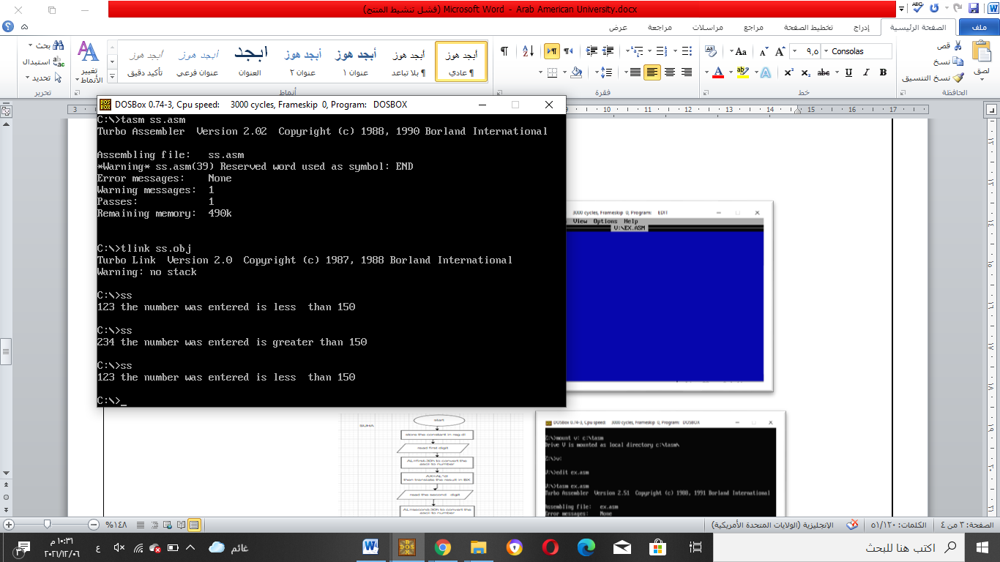 Microsoft Word - Arab American University.docx (فشل تنشيط المنتج)
ملف
الصفحة الرئيسية
إدراج
تخطيط الصفحة
مراجع
مراسلات
مراجعة
عرض
لصق
قص
نسخ
نسخ التنسيق
الحافظة
Consolas
٩,٥
خط
فقرة
أبجد هوز
¶ عادي
أبجد هوز
¶ بلا تباعد
أبجد هوز
عنوان ١
أبجد هوز
عنوان ٢
أبجد
العنوان
أبجد هوز
عنوان فرعي
أبجد هوز
تأكيد دقيق
تغيير الأنماط
أنماط
بحث
استبدال
تحديد
تحرير
DOSBox 0.74-3, Cpu speed: 3000 cycles, Frameskip 0, Program: DOSBOX
C:\>tasm ss.asm
Turbo Assembler Version 2.02 Copyright (c) 1988, 1990 Borland International
Assembling file: ss.asm
*Warning* ss.asm(39) Reserved word used as symbol: END
Error messages: None
Warning messages: 1
Passes: 1
Remaining memory: 490k
C:\>tlink ss.obj
Turbo Link Version 2.0 Copyright (c) 1987, 1988 Borland International
Warning: no stack
C:\>ss
123 the number was entered is less than 150
C:\>ss
234 the number was entered is greater than 150
C:\>ss
123 the number was entered is less than 150
C:\>_
3000 cycles, Frameskip 0, Program: EDIT
View Options Help
V:\EX.ASM
SUHA
start
store the constant in reg di
read first digit
AL=first-30h to convert the
ascii to number
AX=AL*di
then translate the result in BX
read the second digit
AL=second-30h to convert the
ascii to number
DOSBox 0.74-3, Cpu speed: 3000 cycles, Frameskip 0, Program: DOSBOX
Z:\>mount v: c:\tasm
Drive V is mounted as local directory c:\tasm\
Z:\>v:
V:\>edit ex.asm
V:\>tasm ex.asm
Turbo Assembler Version 2.51 Copyright (c) 1988, 1991 Borland International
Assembling file: ex.asm
Error messages: None
الصفحة: ٣ من ٤
الكلمات: ٥١/١٢٠
الإنجليزية (الولايات المتحدة الأمريكية)
١٤٨%
اكتب هنا للبحث
غائم
ع
١٠:٣١ م
٢٠٢١/١٢/٠٦